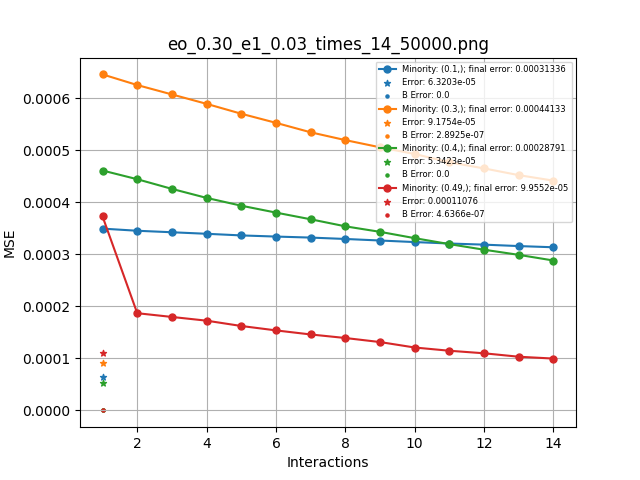 eo_0.30_e1_0.03_times_14_50000.png
Minority: (0.1,); final error: 0.00031336
Error: 6.3203e-05
B Error: 0.0
Minority: (0.3,); final error: 0.00044133
Error: 9.1754e-05
B Error: 2.8925e-07
Minority: (0.4,); final error: 0.00028791
Error: 5.3423e-05
B Error: 0.0
Minority: (0.49,); final error: 9.9552e-05
Error: 0.00011076
B Error: 4.6366e-07
MSE
0.0006
0.0005
0.0004
0.0003
0.0002
0.0001
0.0000
2 4 6 8 10 12 14
Interactions